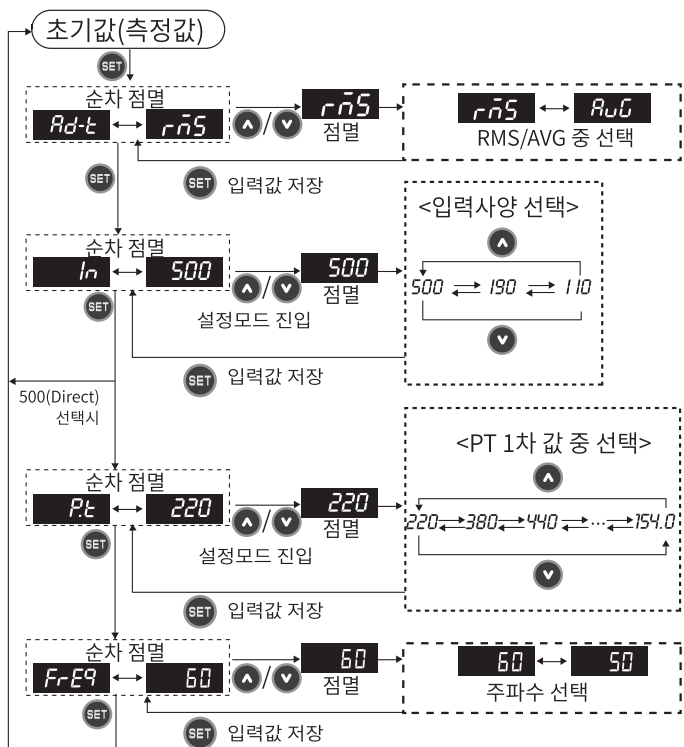 초기값(측정값)
SET
순차 점멸
Ad-t
rmS
/
rmS
점멸
rmS
AvG
RMS/AVG 중 선택
SET
SET 입력값 저장
<입력사양 선택>
순차 점멸
In
500
/
500
점멸
500 190 110
SET
설정모드 진입
SET 입력값 저장
500(Direct)
선택시
<PT 1차 값 중 선택>
순차 점멸
P.t
220
/
220
점멸
220 380 440 ··· 154.0
SET
설정모드 진입
SET 입력값 저장
순차 점멸
FrEq
60
/
60
점멸
60
50
주파수 선택
SET
SET 입력값 저장